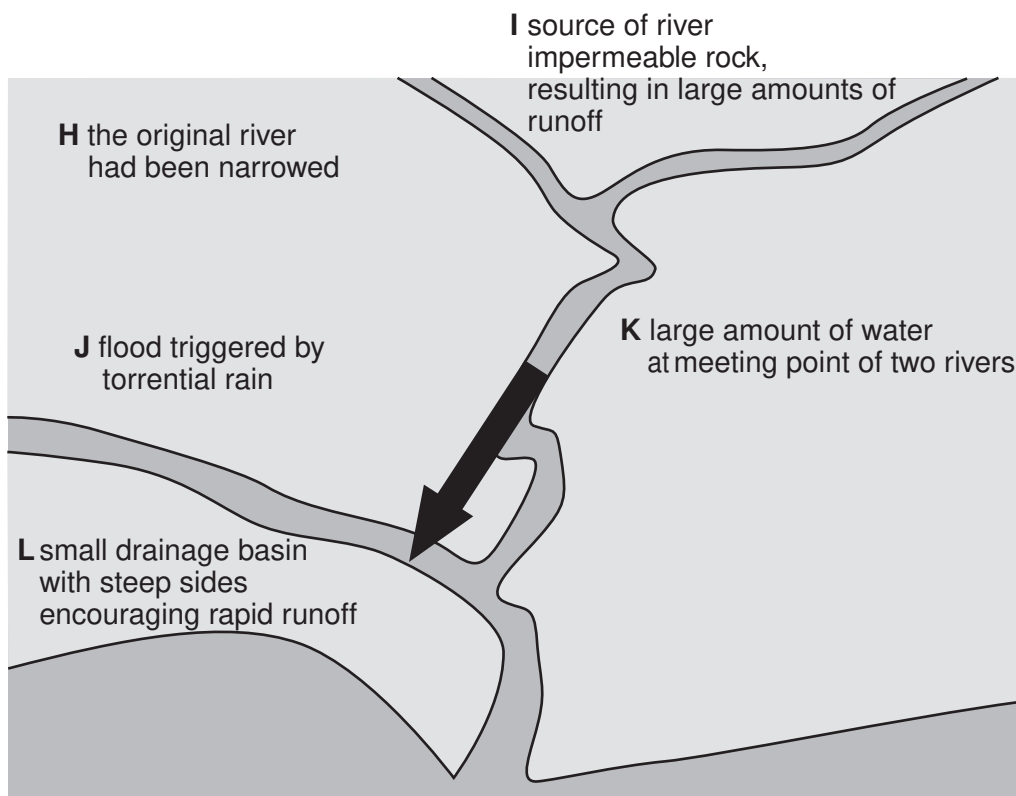 I source of river
impermeable rock,
resulting in large amounts of
runoff
H the original river
had been narrowed
K large amount of water
at meeting point of two rivers
J flood triggered by
torrential rain
L small drainage basin
with steep sides
encouraging rapid runoff